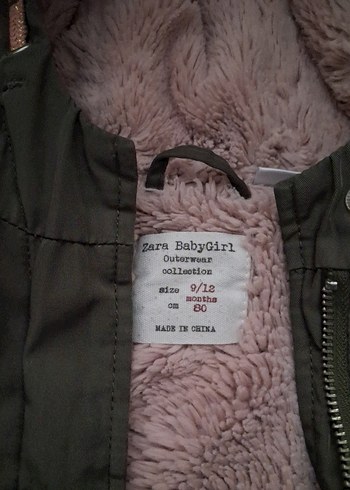 Zara BabyGirl
Outerwear
collection
size 9/12
months
cm 80
MADE IN CHINA